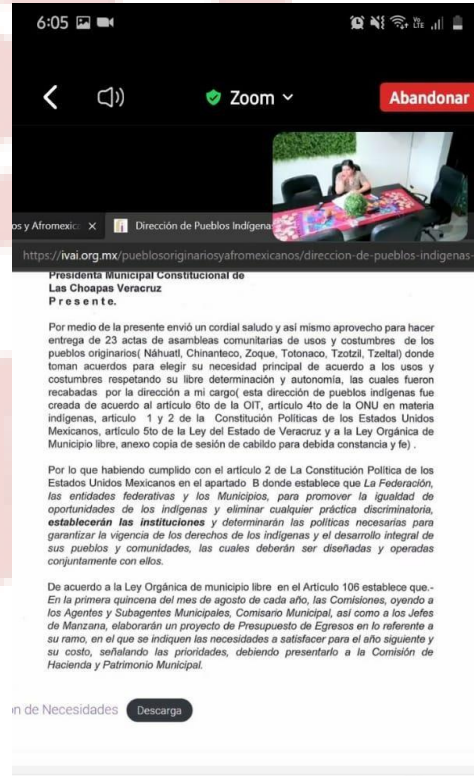 6:05
Vo
LTE
Zoom
Abandonar
os y Afromexic
Dirección de Pueblos Indígena
https://ivai.org.mx/pueblosoriginariosyafromexicanos/direccion-de-pueblos-indigenas-
Presidenta Municipal Constitucional de
Las Choapas Veracruz
P r e s e n t e.
Por medio de la presente envió un cordial saludo y así mismo aprovecho para hacer
entrega de 23 actas de asambleas comunitarias de usos y costumbres de los
pueblos originarios( Náhuatl, Chinanteco, Zoque, Totonaco, Tzotzil, Tzeltal) donde
toman acuerdos para elegir su necesidad principal de acuerdo a los usos y
costumbres respetando su libre determinación y autonomía, las cuales fueron
recabadas por la dirección a mi cargo( esta dirección de pueblos indígenas fue
creada de acuerdo al artículo 6to de la OIT, artículo 4to de la ONU en materia
indígenas, artículo 1 y 2 de la Constitución Políticas de los Estados Unidos
Mexicanos, artículo 5to de la Ley del Estado de Veracruz y a la Ley Orgánica de
Municipio libre, anexo copia de sesión de cabildo para debida constancia y fe) .
Por lo que habiendo cumplido con el artículo 2 de La Constitución Política de los
Estados Unidos Mexicanos en el apartado B donde establece que La Federación,
las entidades federativas y los Municipios, para promover la igualdad de
oportunidades de los indígenas y eliminar cualquier práctica discriminatoria,
establecerán las instituciones y determinarán las políticas necesarias para
garantizar la vigencia de los derechos de los indígenas y el desarrollo integral de
sus pueblos y comunidades, las cuales deberán ser diseñadas y operadas
conjuntamente con ellos.
De acuerdo a la Ley Orgánica de municipio libre en el Artículo 106 establece que.-
En la primera quincena del mes de agosto de cada año, las Comisiones, oyendo a
los Agentes y Subagentes Municipales, Comisario Municipal, así como a los Jefes
de Manzana, elaborarán un proyecto de Presupuesto de Egresos en lo referente a
su ramo, en el que se indiquen las necesidades a satisfacer para el año siguiente y
su costo, señalando las prioridades, debiendo presentarlo a la Comisión de
Hacienda y Patrimonio Municipal.
n de Necesidades Descarga